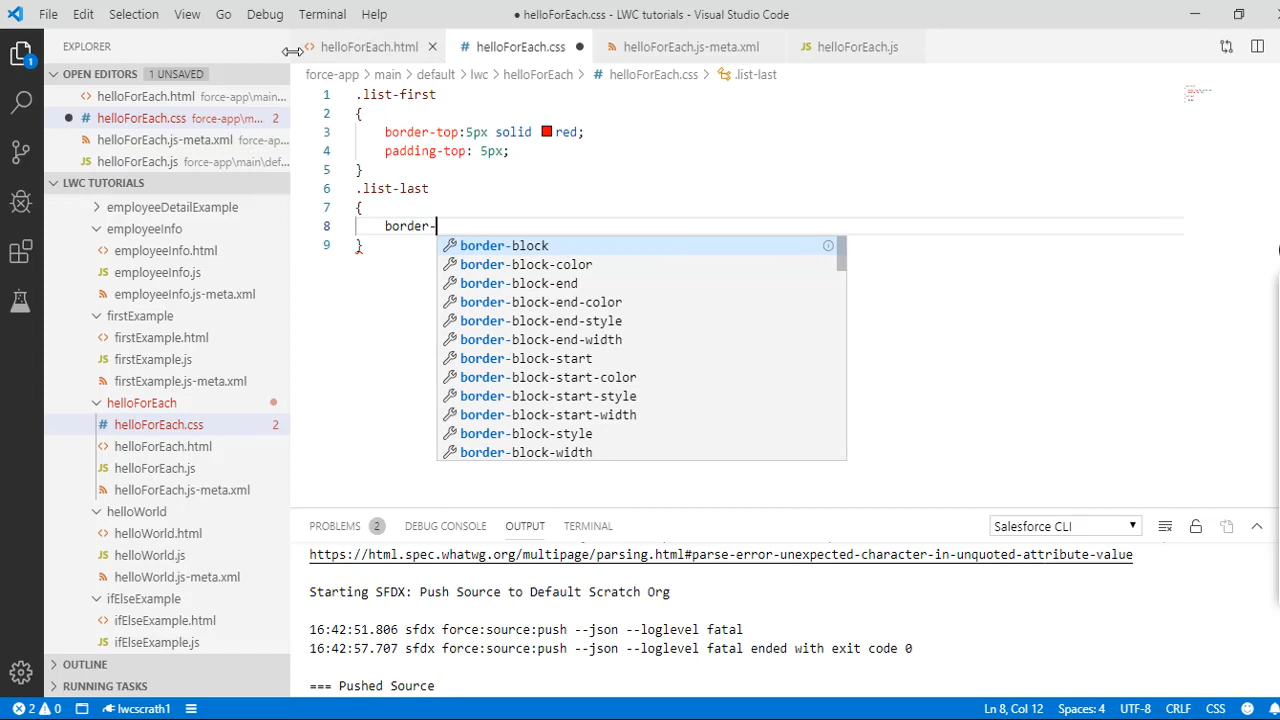 File Edit Selection View Go Debug Terminal Help
● helloForEach.css - LWC tutorials - Visual Studio Code
EXPLORER
OPEN EDITORS 1 UNSAVED
helloForEach.html force-app\main...
helloForEach.css force-app\m... 2
helloForEach.js-meta.xml force-ap...
helloForEach.js force-app\main\def...
LWC TUTORIALS
employeeDetailExample
employeeInfo
employeeInfo.html
employeeInfo.js
employeeInfo.js-meta.xml
firstExample
firstExample.html
firstExample.js
firstExample.js-meta.xml
helloForEach
helloForEach.css 2
helloForEach.html
helloForEach.js
helloForEach.js-meta.xml
helloWorld
helloWorld.html
helloWorld.js
helloWorld.js-meta.xml
ifElseExample
ifElseExample.html
ifElseExample.js
OUTLINE
RUNNING TASKS
helloForEach.html helloForEach.css helloForEach.js-meta.xml helloForEach.js
force-app > main > default > lwc > helloForEach > helloForEach.css > .list-last
1 .list-first
2 {
3 border-top:5px solid red;
4 padding-top: 5px;
5 }
6 .list-last
7 {
8 border-
9 }
border-block
border-block-color
border-block-end
border-block-end-color
border-block-end-style
border-block-end-width
border-block-start
border-block-start-color
border-block-start-style
border-block-start-width
border-block-style
border-block-width
PROBLEMS 2 DEBUG CONSOLE OUTPUT TERMINAL Salesforce CLI
https://html.spec.whatwg.org/multipage/parsing.html#parse-error-unexpected-character-in-unquoted-attribute-value
Starting SFDX: Push Source to Default Scratch Org
16:42:51.806 sfdx force:source:push --json --loglevel fatal
16:42:57.707 sfdx force:source:push --json --loglevel fatal ended with exit code 0
=== Pushed Source
2 0 lwcscrath1 Ln 8, Col 12 Spaces: 4 UTF-8 CRLF CSS